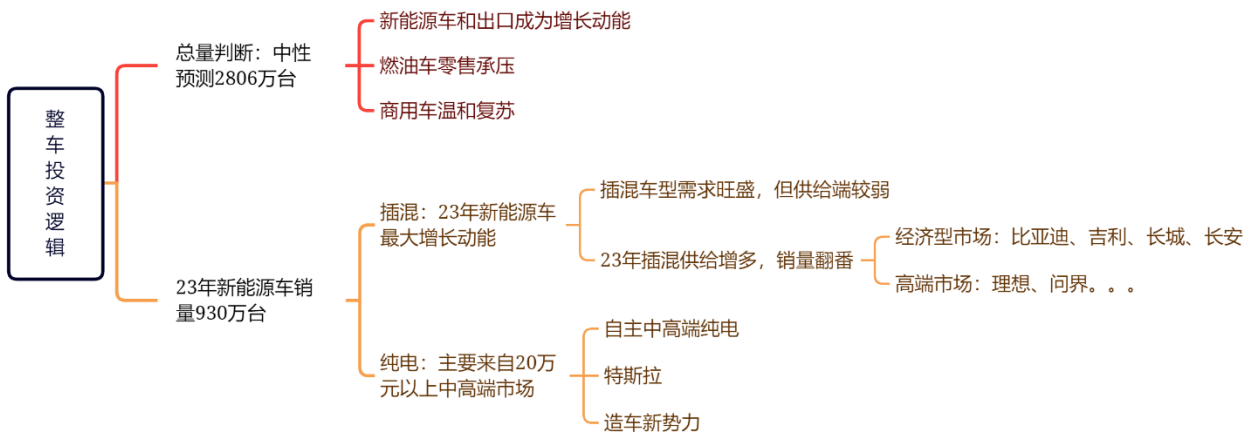 整车投资逻辑
总量判断：中性
预测2806万台
新能源车和出口成为增长动能
燃油车零售承压
商用车温和复苏
23年新能源车销
量930万台
插混：23年新能源车
最大增长动能
插混车型需求旺盛，但供给端较弱
23年插混供给增多，销量翻番
经济型市场：比亚迪、吉利、长城、长安
高端市场：理想、问界。。。
纯电：主要来自20万
元以上中高端市场
自主中高端纯电
特斯拉
造车新势力